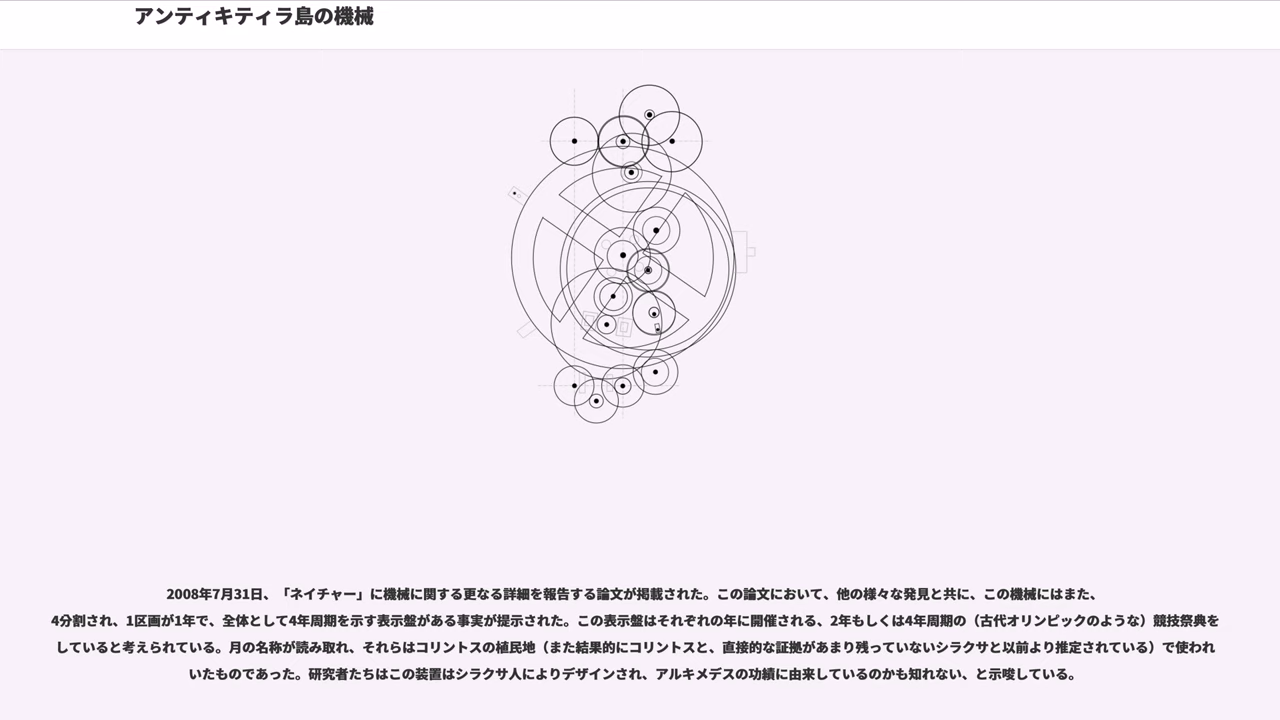 アンティキティラ島の機械
2008年7月31日、「ネイチャー」に機械に関する更なる詳細を報告する論文が掲載された。この論文において、他の様々な発見と共に、この機械にはまた、
4分割され、1区画が1年で、全体として4年周期を示す表示盤がある事実が提示された。この表示盤はそれぞれの年に開催される、2年もしくは4年周期の（古代オリンピックのような）競技祭典を
していると考えられている。月の名称が読み取れ、それらはコリントスの植民地（また結果的にコリントスと、直接的な証拠があまり残っていないシラクサと以前より推定されている）で使われ
いたものであった。研究者たちはこの装置はシラクサ人によりデザインされ、アルキメデスの功績に由来しているのかも知れない、と示唆している。